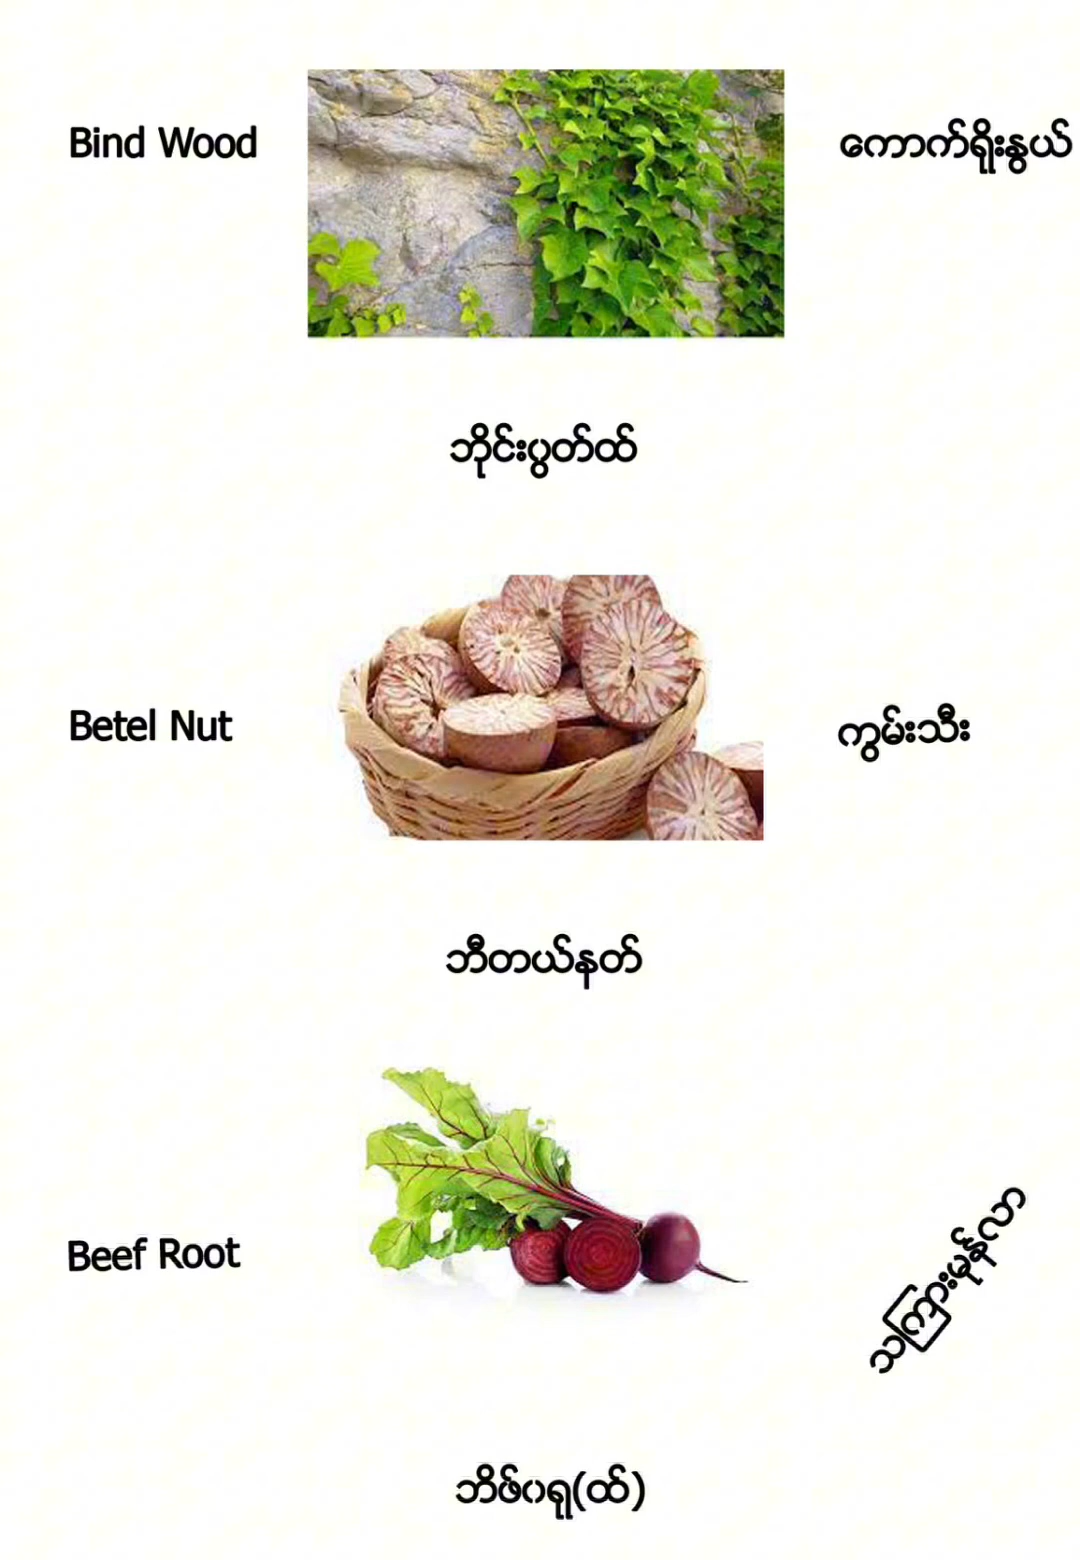 Bind Wood
ကောက်ရိုးနွယ်
ဘိုင်းပွတ်ထ်
Betel Nut
ကွမ်းသီး
ဘီတယ်နတ်
Beef Root
သကြားမုန်လာ
ဘိဖ်ဝရု(ထ်)